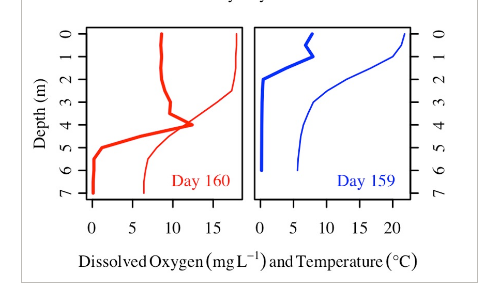 0 1 2 3 4 5 6 7
Depth (m)
Day 160
0 5 10 15
Day 159
0 5 10 15 20
0 1 2 3 4 5 6 7
Dissolved Oxygen (mg L⁻¹) and Temperature (°C)